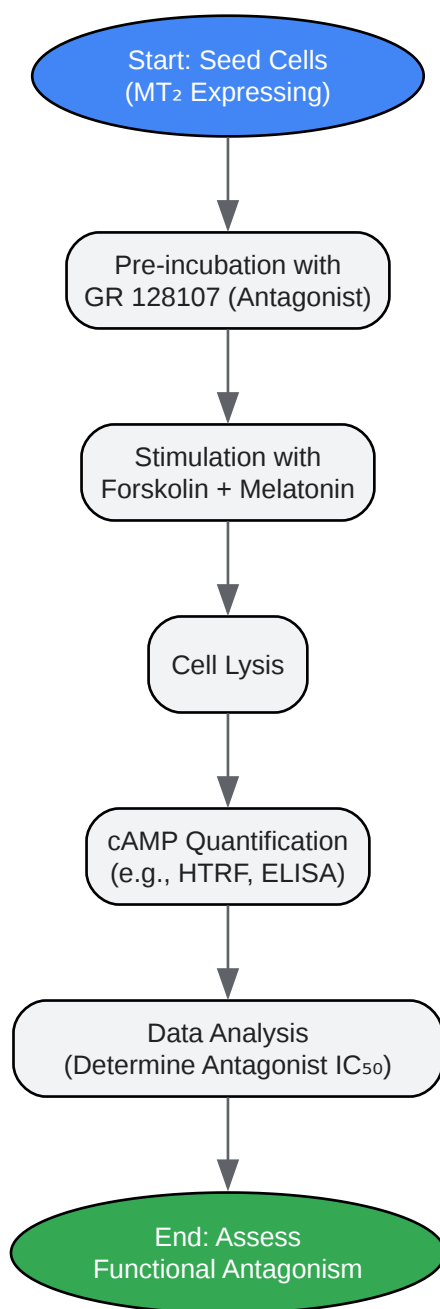 Start: Seed Cells
(MT₂ Expressing)
Pre-incubation with
GR 128107 (Antagonist)
Stimulation with
Forskolin + Melatonin
Cell Lysis
cAMP Quantification
(e.g., HTRF, ELISA)
Data Analysis
(Determine Antagonist IC₅₀)
End: Assess
Functional Antagonism